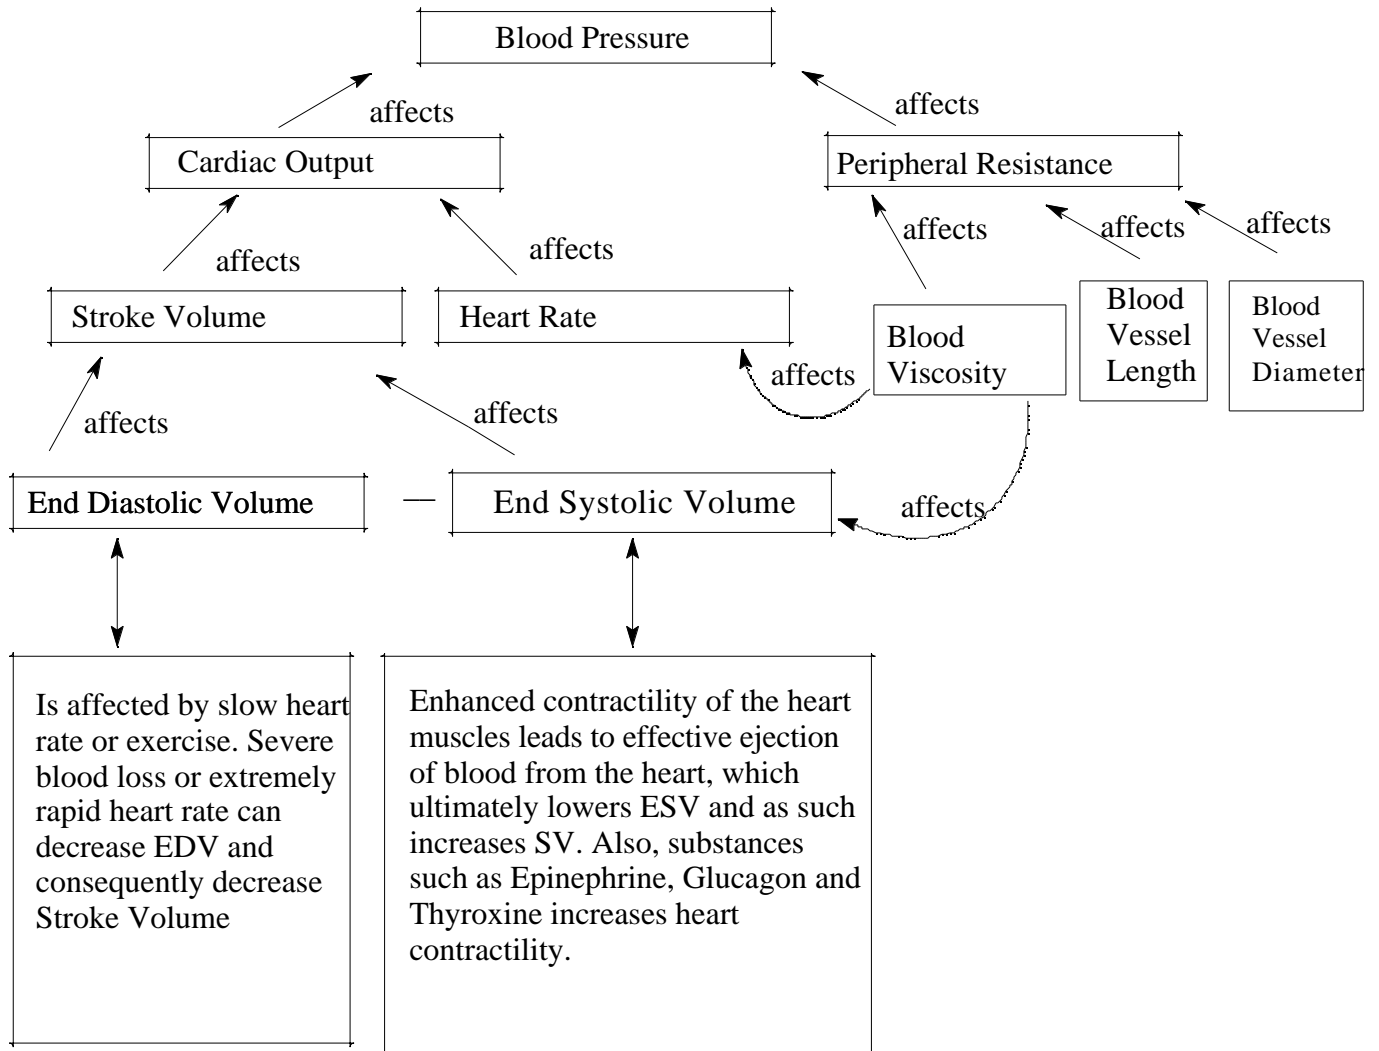 Blood Pressure
affects
affects
Cardiac Output
Peripheral Resistance
affects
affects
affects
affects
affects
Stroke Volume
Heart Rate
Blood
Viscosity
Blood
Vessel
Length
Blood
Vessel
Diameter
affects
affects
affects
End Diastolic Volume
—
End Systolic Volume
affects
Is affected by slow heart
rate or exercise. Severe
blood loss or extremely
rapid heart rate can
decrease EDV and
consequently decrease
Stroke Volume
Enhanced contractility of the heart
muscles leads to effective ejection
of blood from the heart, which
ultimately lowers ESV and as such
increases SV. Also, substances
such as Epinephrine, Glucagon and
Thyroxine increases heart
contractility.